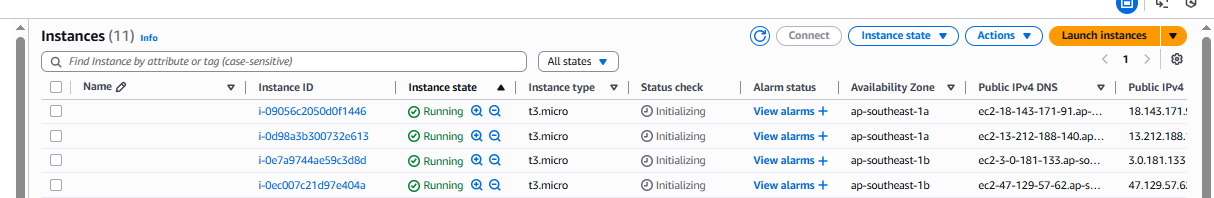 Instances (11) Info Connect Instance state Actions Launch instances
Find Instance by attribute or tag (case-sensitive) All states 1
Name Instance ID Instance state Instance type Status check Alarm status Availability Zone Public IPv4 DNS Public IPv4
i-09056c2050d0f1446 Running t3.micro Initializing View alarms + ap-southeast-1a ec2-18-143-171-91.ap-... 18.143.171.
i-0d98a3b300732e613 Running t3.micro Initializing View alarms + ap-southeast-1a ec2-13-212-188-140.ap-... 13.212.188.
i-0e7a9744ae59c3d8d Running t3.micro Initializing View alarms + ap-southeast-1b ec2-3-0-181-133.ap-so... 3.0.181.133
i-0ec007c21d97e404a Running t3.micro Initializing View alarms + ap-southeast-1b ec2-47-129-57-62.ap-s... 47.129.57.6